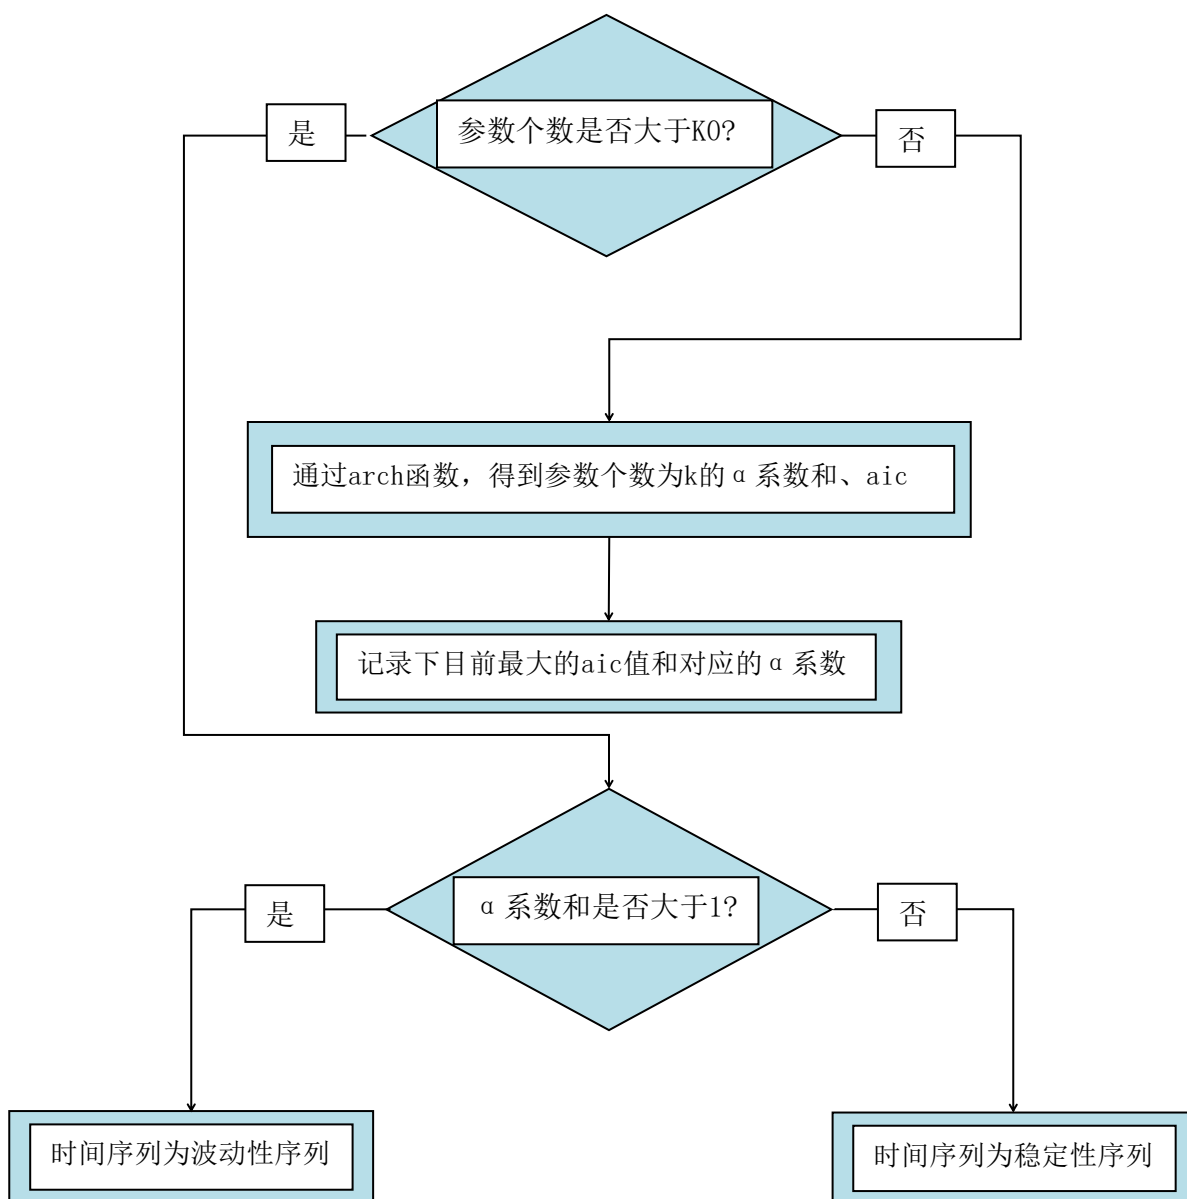 参数个数是否大于K0?
是
否
通过arch函数，得到参数个数为k的α系数和、aic
记录下目前最大的aic值和对应的α系数
α系数和是否大于1?
是
否
时间序列为波动性序列
时间序列为稳定性序列